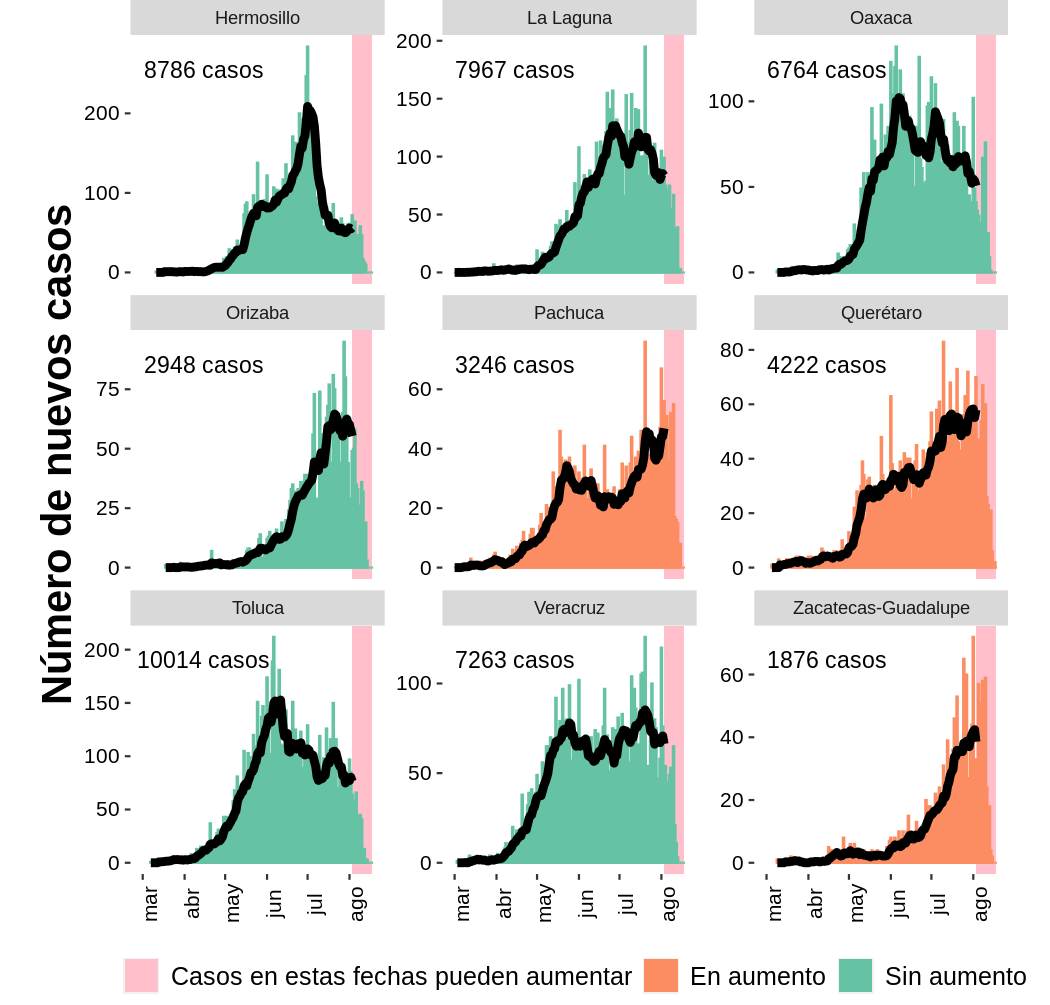 Número de nuevos casos
Hermosillo
8786 casos
200
100
0
La Laguna
7967 casos
200
150
100
50
0
Oaxaca
6764 casos
100
50
0
Orizaba
2948 casos
75
50
25
0
Pachuca
3246 casos
60
40
20
0
Querétaro
4222 casos
80
60
40
20
0
Toluca
10014 casos
200
150
100
50
0
mar abr may jun jul ago
Veracruz
7263 casos
100
50
0
mar abr may jun jul ago
Zacatecas-Guadalupe
1876 casos
60
40
20
0
mar abr may jun jul ago
Casos en estas fechas pueden aumentar En aumento Sin aumento